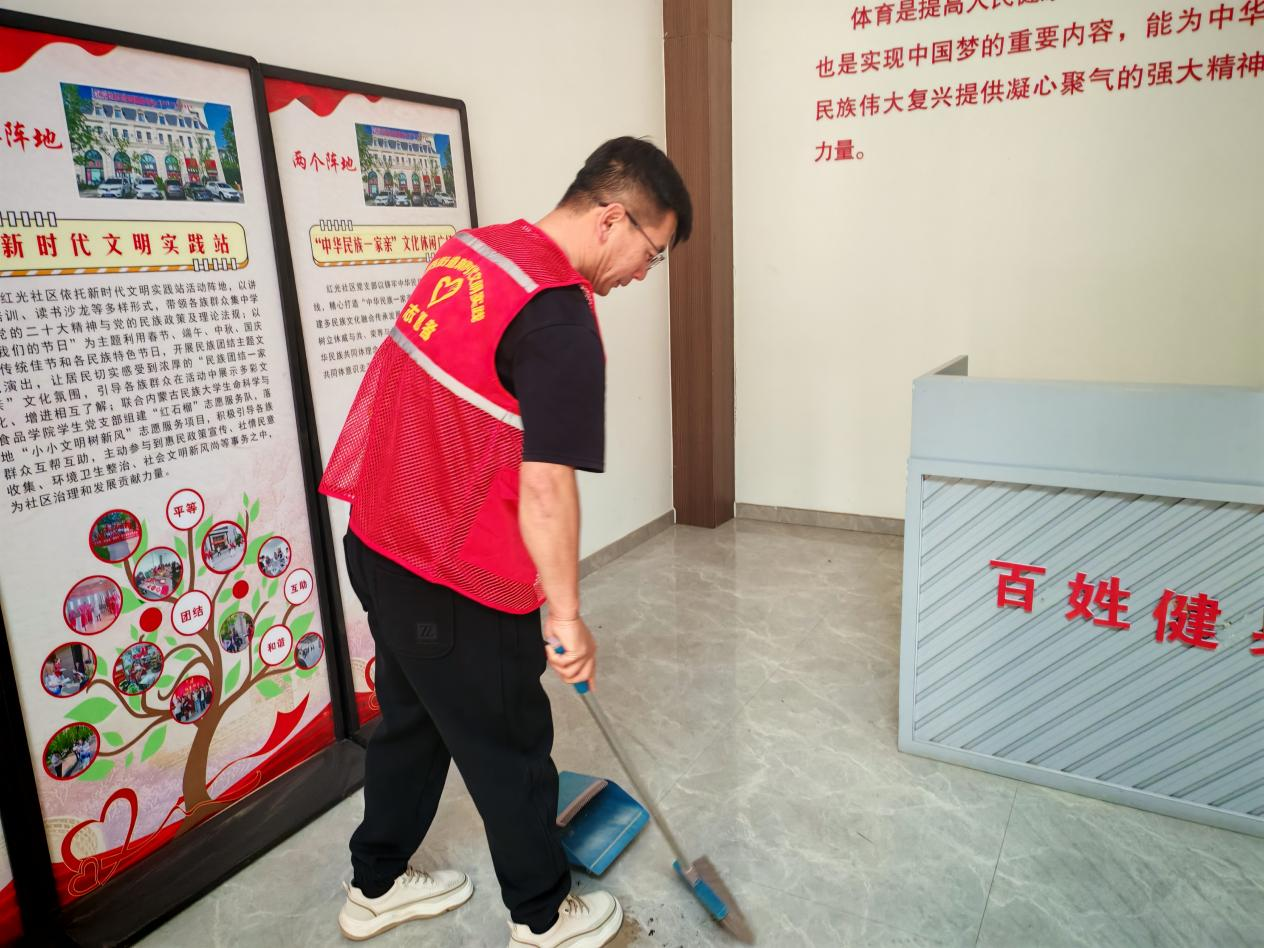 阵地
新时代文明实践站
红光社区依托新时代文明实践站活动阵地，以讲
培训、读书沙龙等多样形式，带领各族群众集中学
党的二十大精神与党的民族政策及理论法规；以
我们的节日”为主题利用春节、端午、中秋、国庆
传统佳节和各民族特色节日，开展民族团结主题文
演出，让居民切实感受到浓厚的“民族团结一家
亲”文化氛围，引导各族群众在活动中展示多彩文
化、增进相互了解；联合内蒙古民族大学生命科学与
食品学院学生党支部组建“红石榴”志愿服务队，落
地“小小文明树新风”志愿服务项目，积极引导各族
群众互帮互助，主动参与到惠民政策宣传、社情民意
收集、环境卫生整治、社会文明新风尚等事务之中，
为社区治理和发展贡献力量。
平等
互助
团结
和谐
两个阵地
“中华民族一家亲”文化休闲广
红光社区党支部以铸牢中华民
线，精心打造“中华民族一家
建多民族文化融合传承发
树立休戚与共、荣辱与
华民族共同体理念
共同体意识走
志愿者
体育是提高人民健
也是实现中国梦的重要内容，能为中华
民族伟大复兴提供凝心聚气的强大精神
力量。
百姓健